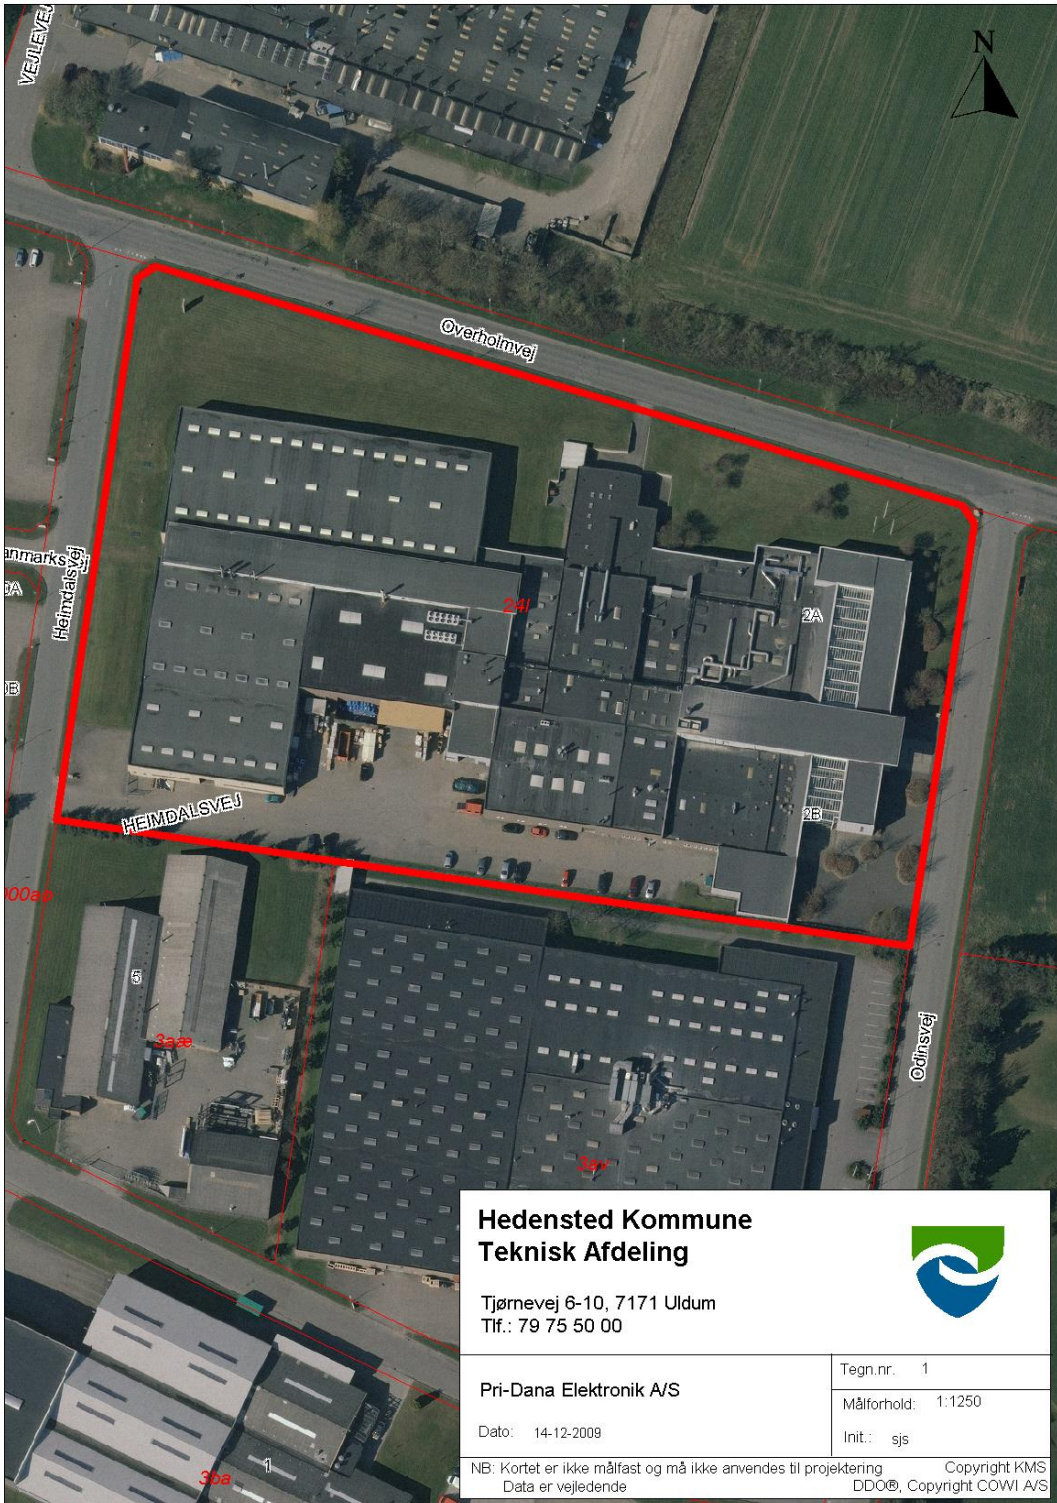 VEJLEVEJ
N
Overholmvej
anmarks
Heimdalsvej
24l
2A
2B
HEIMDALSVEJ
5
3aæ
Odinsvej
3av
3ba
1
Hedensted Kommune
Teknisk Afdeling
Tjørnevej 6-10, 7171 Uldum
Tlf.: 79 75 50 00
Pri-Dana Elektronik A/S
Dato: 14-12-2009
Tegn.nr. 1
Målforhold: 1:1250
Init.: sjs
NB: Kortet er ikke målfast og må ikke anvendes til projektering
Data er vejledende
Copyright KMS
DDO®, Copyright COWI A/S